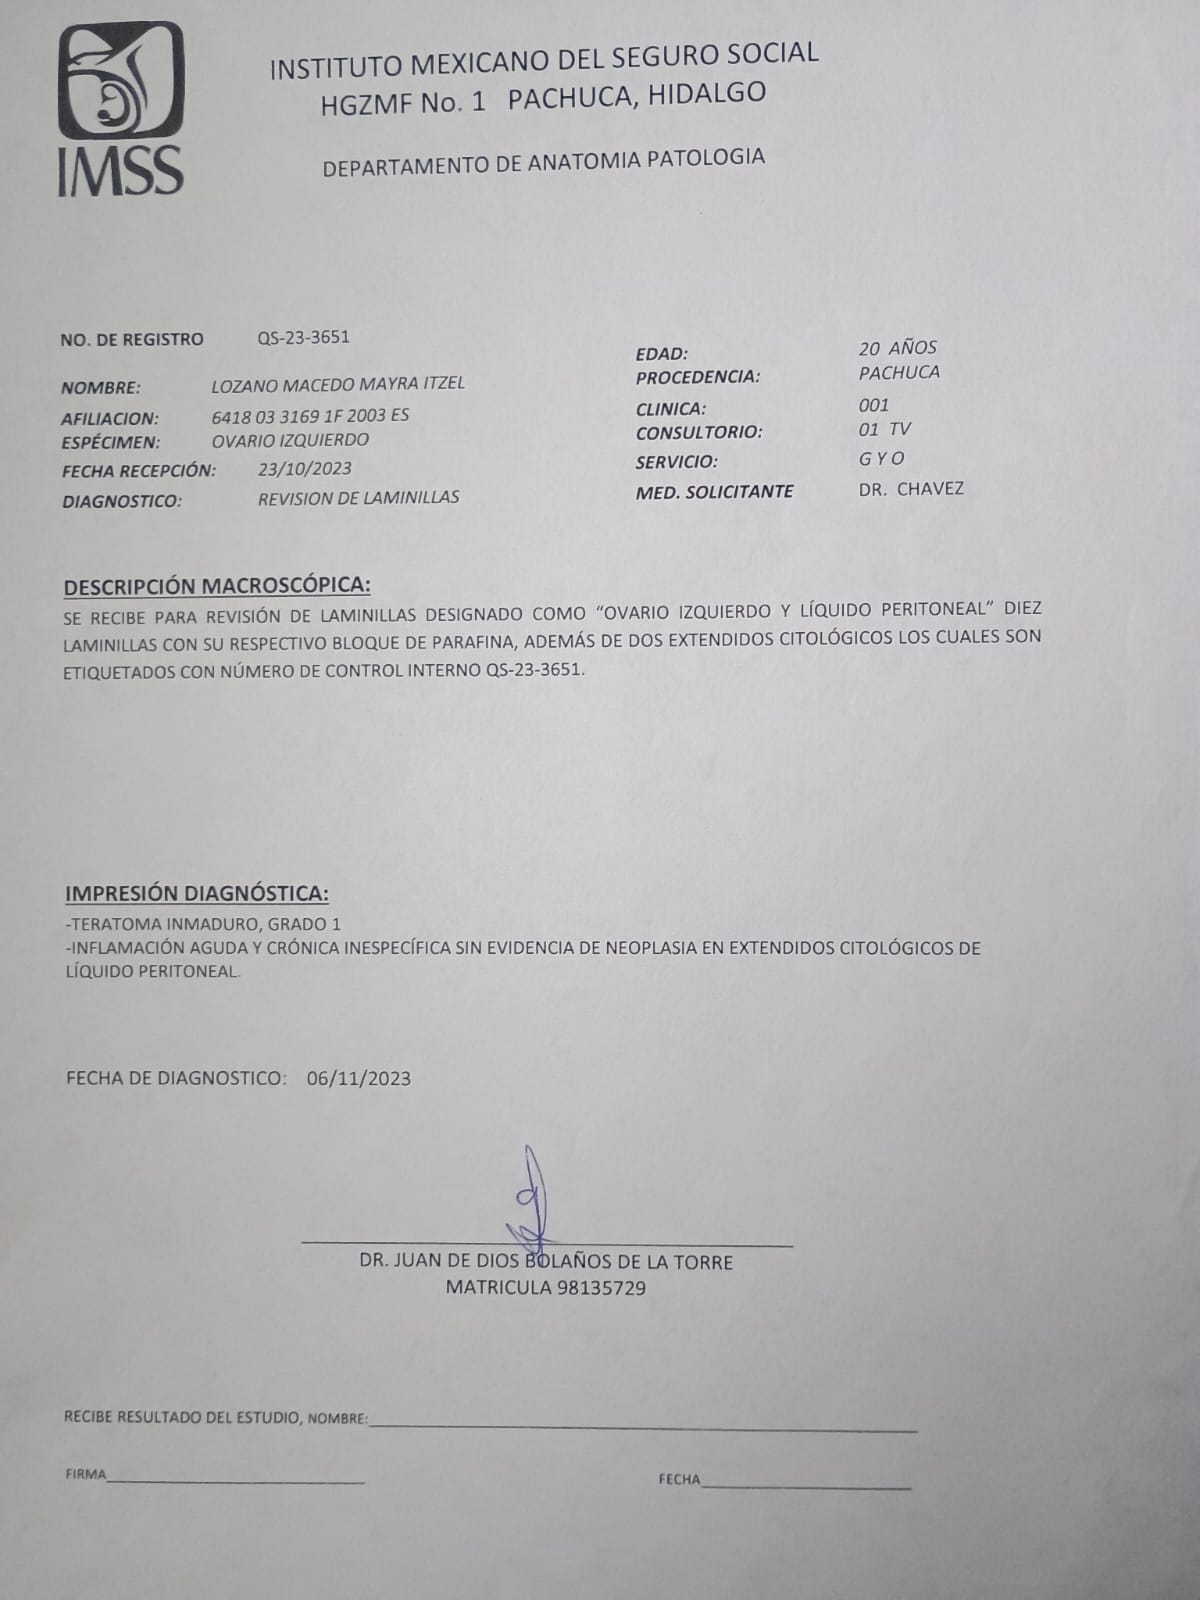 INSTITUTO MEXICANO DEL SEGURO SOCIAL
HGZMF No. 1 PACHUCA, HIDALGO
IMSS
DEPARTAMENTO DE ANATOMIA PATOLOGIA
NO. DE REGISTRO QS-23-3651
EDAD: 20 AÑOS
NOMBRE: LOZANO MACEDO MAYRA ITZEL
PROCEDENCIA: PACHUCA
AFILIACION: 6418 03 3169 1F 2003 ES
CLINICA: 001
ESPÉCIMEN: OVARIO IZQUIERDO
CONSULTORIO: 01 TV
FECHA RECEPCIÓN: 23/10/2023
SERVICIO: G Y O
DIAGNOSTICO: REVISION DE LAMINILLAS
MED. SOLICITANTE DR. CHAVEZ
DESCRIPCIÓN MACROSCÓPICA:
SE RECIBE PARA REVISIÓN DE LAMINILLAS DESIGNADO COMO “OVARIO IZQUIERDO Y LÍQUIDO PERITONEAL” DIEZ
LAMINILLAS CON SU RESPECTIVO BLOQUE DE PARAFINA, ADEMÁS DE DOS EXTENDIDOS CITOLÓGICOS LOS CUALES SON
ETIQUETADOS CON NÚMERO DE CONTROL INTERNO QS-23-3651.
IMPRESIÓN DIAGNÓSTICA:
-TERATOMA INMADURO, GRADO 1
-INFLAMACIÓN AGUDA Y CRÓNICA INESPECÍFICA SIN EVIDENCIA DE NEOPLASIA EN EXTENDIDOS CITOLÓGICOS DE
LÍQUIDO PERITONEAL.
FECHA DE DIAGNOSTICO: 06/11/2023
DR. JUAN DE DIOS BOLAÑOS DE LA TORRE
MATRICULA 98135729
RECIBE RESULTADO DEL ESTUDIO, NOMBRE:
FIRMA
FECHA